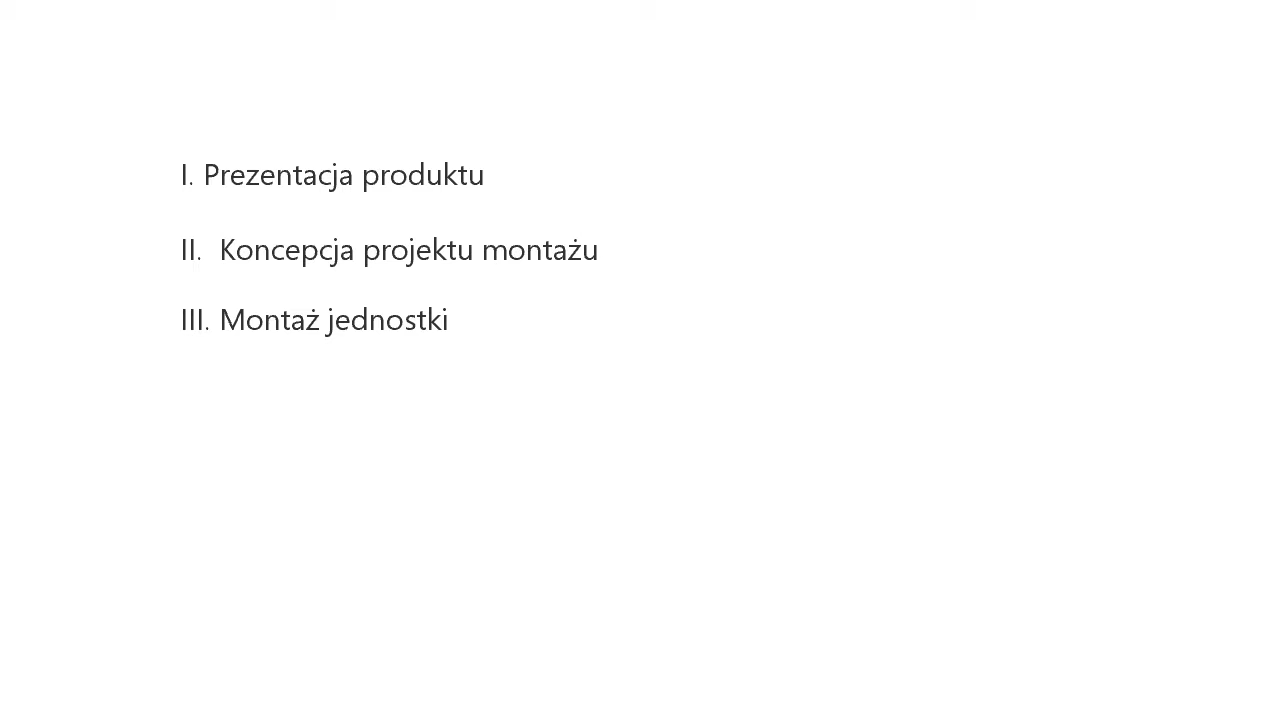 I. Prezentacja produktu
II. Koncepcja projektu montażu
III. Montaż jednostki